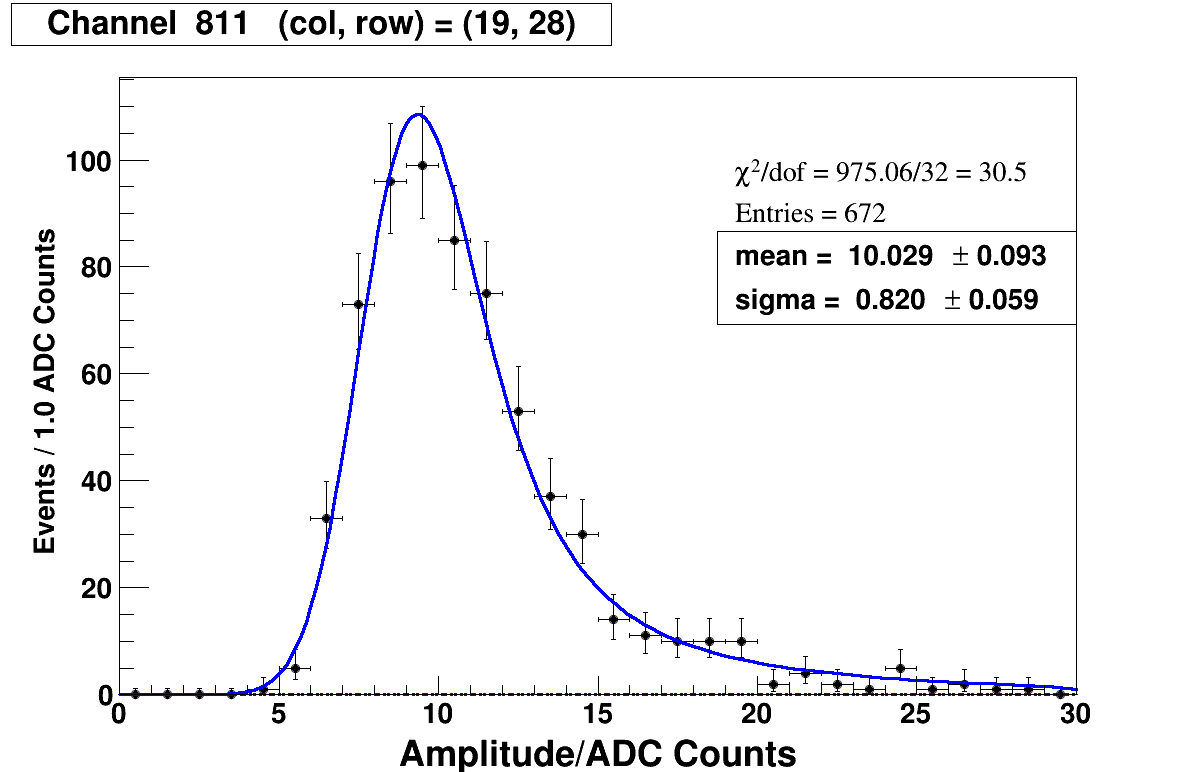 Channel 811 (col, row) = (19, 28)
χ²/dof = 975.06/32 = 30.5
Entries = 672
mean = 10.029 ± 0.093
sigma = 0.820 ± 0.059
Events / 1.0 ADC Counts
100
80
60
40
20
0
0 5 10 15 20 25 30
Amplitude/ADC Counts